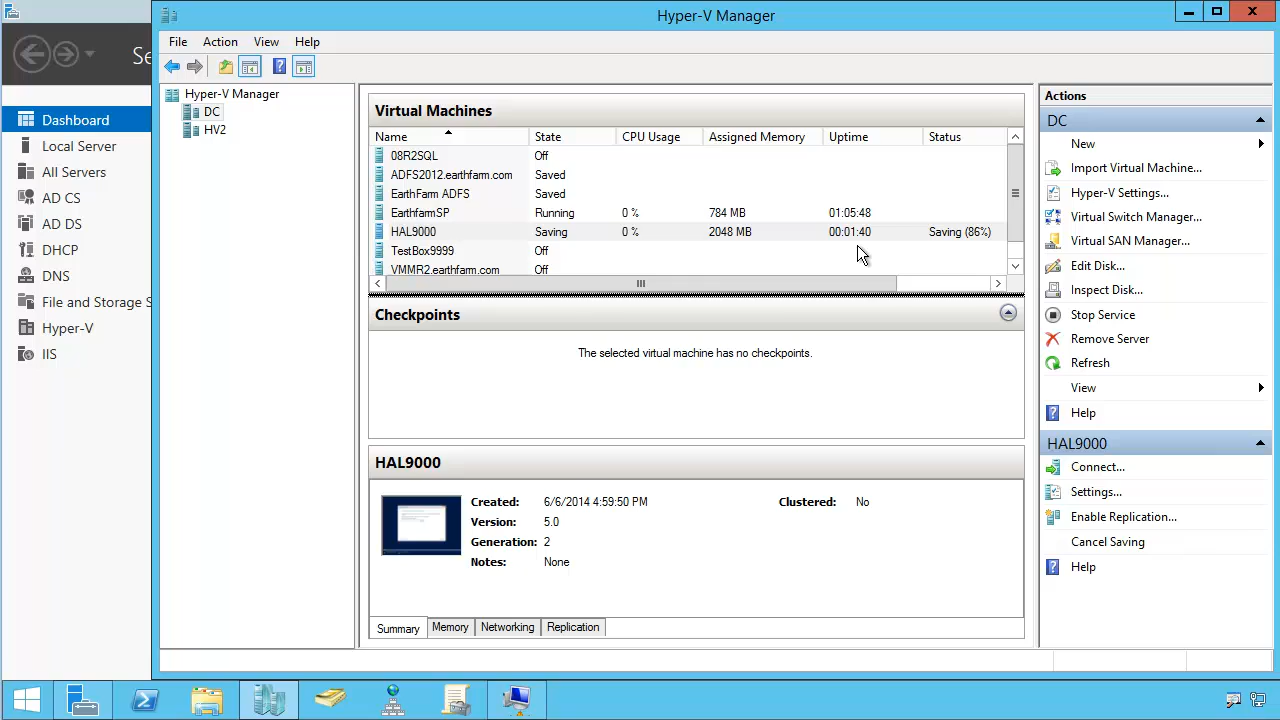 Hyper-V Manager
Se
File Action View Help
Dashboard
Local Server
All Servers
AD CS
AD DS
DHCP
DNS
File and Storage S
Hyper-V
IIS
Hyper-V Manager
DC
HV2
Virtual Machines
Name State CPU Usage Assigned Memory Uptime Status
08R2SQL Off
ADFS2012.earthfarm.com Saved
EarthFarm ADFS Saved
EarthfarmSP Running 0 % 784 MB 01:05:48
HAL9000 Saving 0 % 2048 MB 00:01:40 Saving (86%)
TestBox9999 Off
VMMR2.earthfarm.com Off
Checkpoints
The selected virtual machine has no checkpoints.
HAL9000
Created: 6/6/2014 4:59:50 PM Clustered: No
Version: 5.0
Generation: 2
Notes: None
Summary Memory Networking Replication
Actions
DC
New
Import Virtual Machine...
Hyper-V Settings...
Virtual Switch Manager...
Virtual SAN Manager...
Edit Disk...
Inspect Disk...
Stop Service
Remove Server
Refresh
View
Help
HAL9000
Connect...
Settings...
Enable Replication...
Cancel Saving
Help